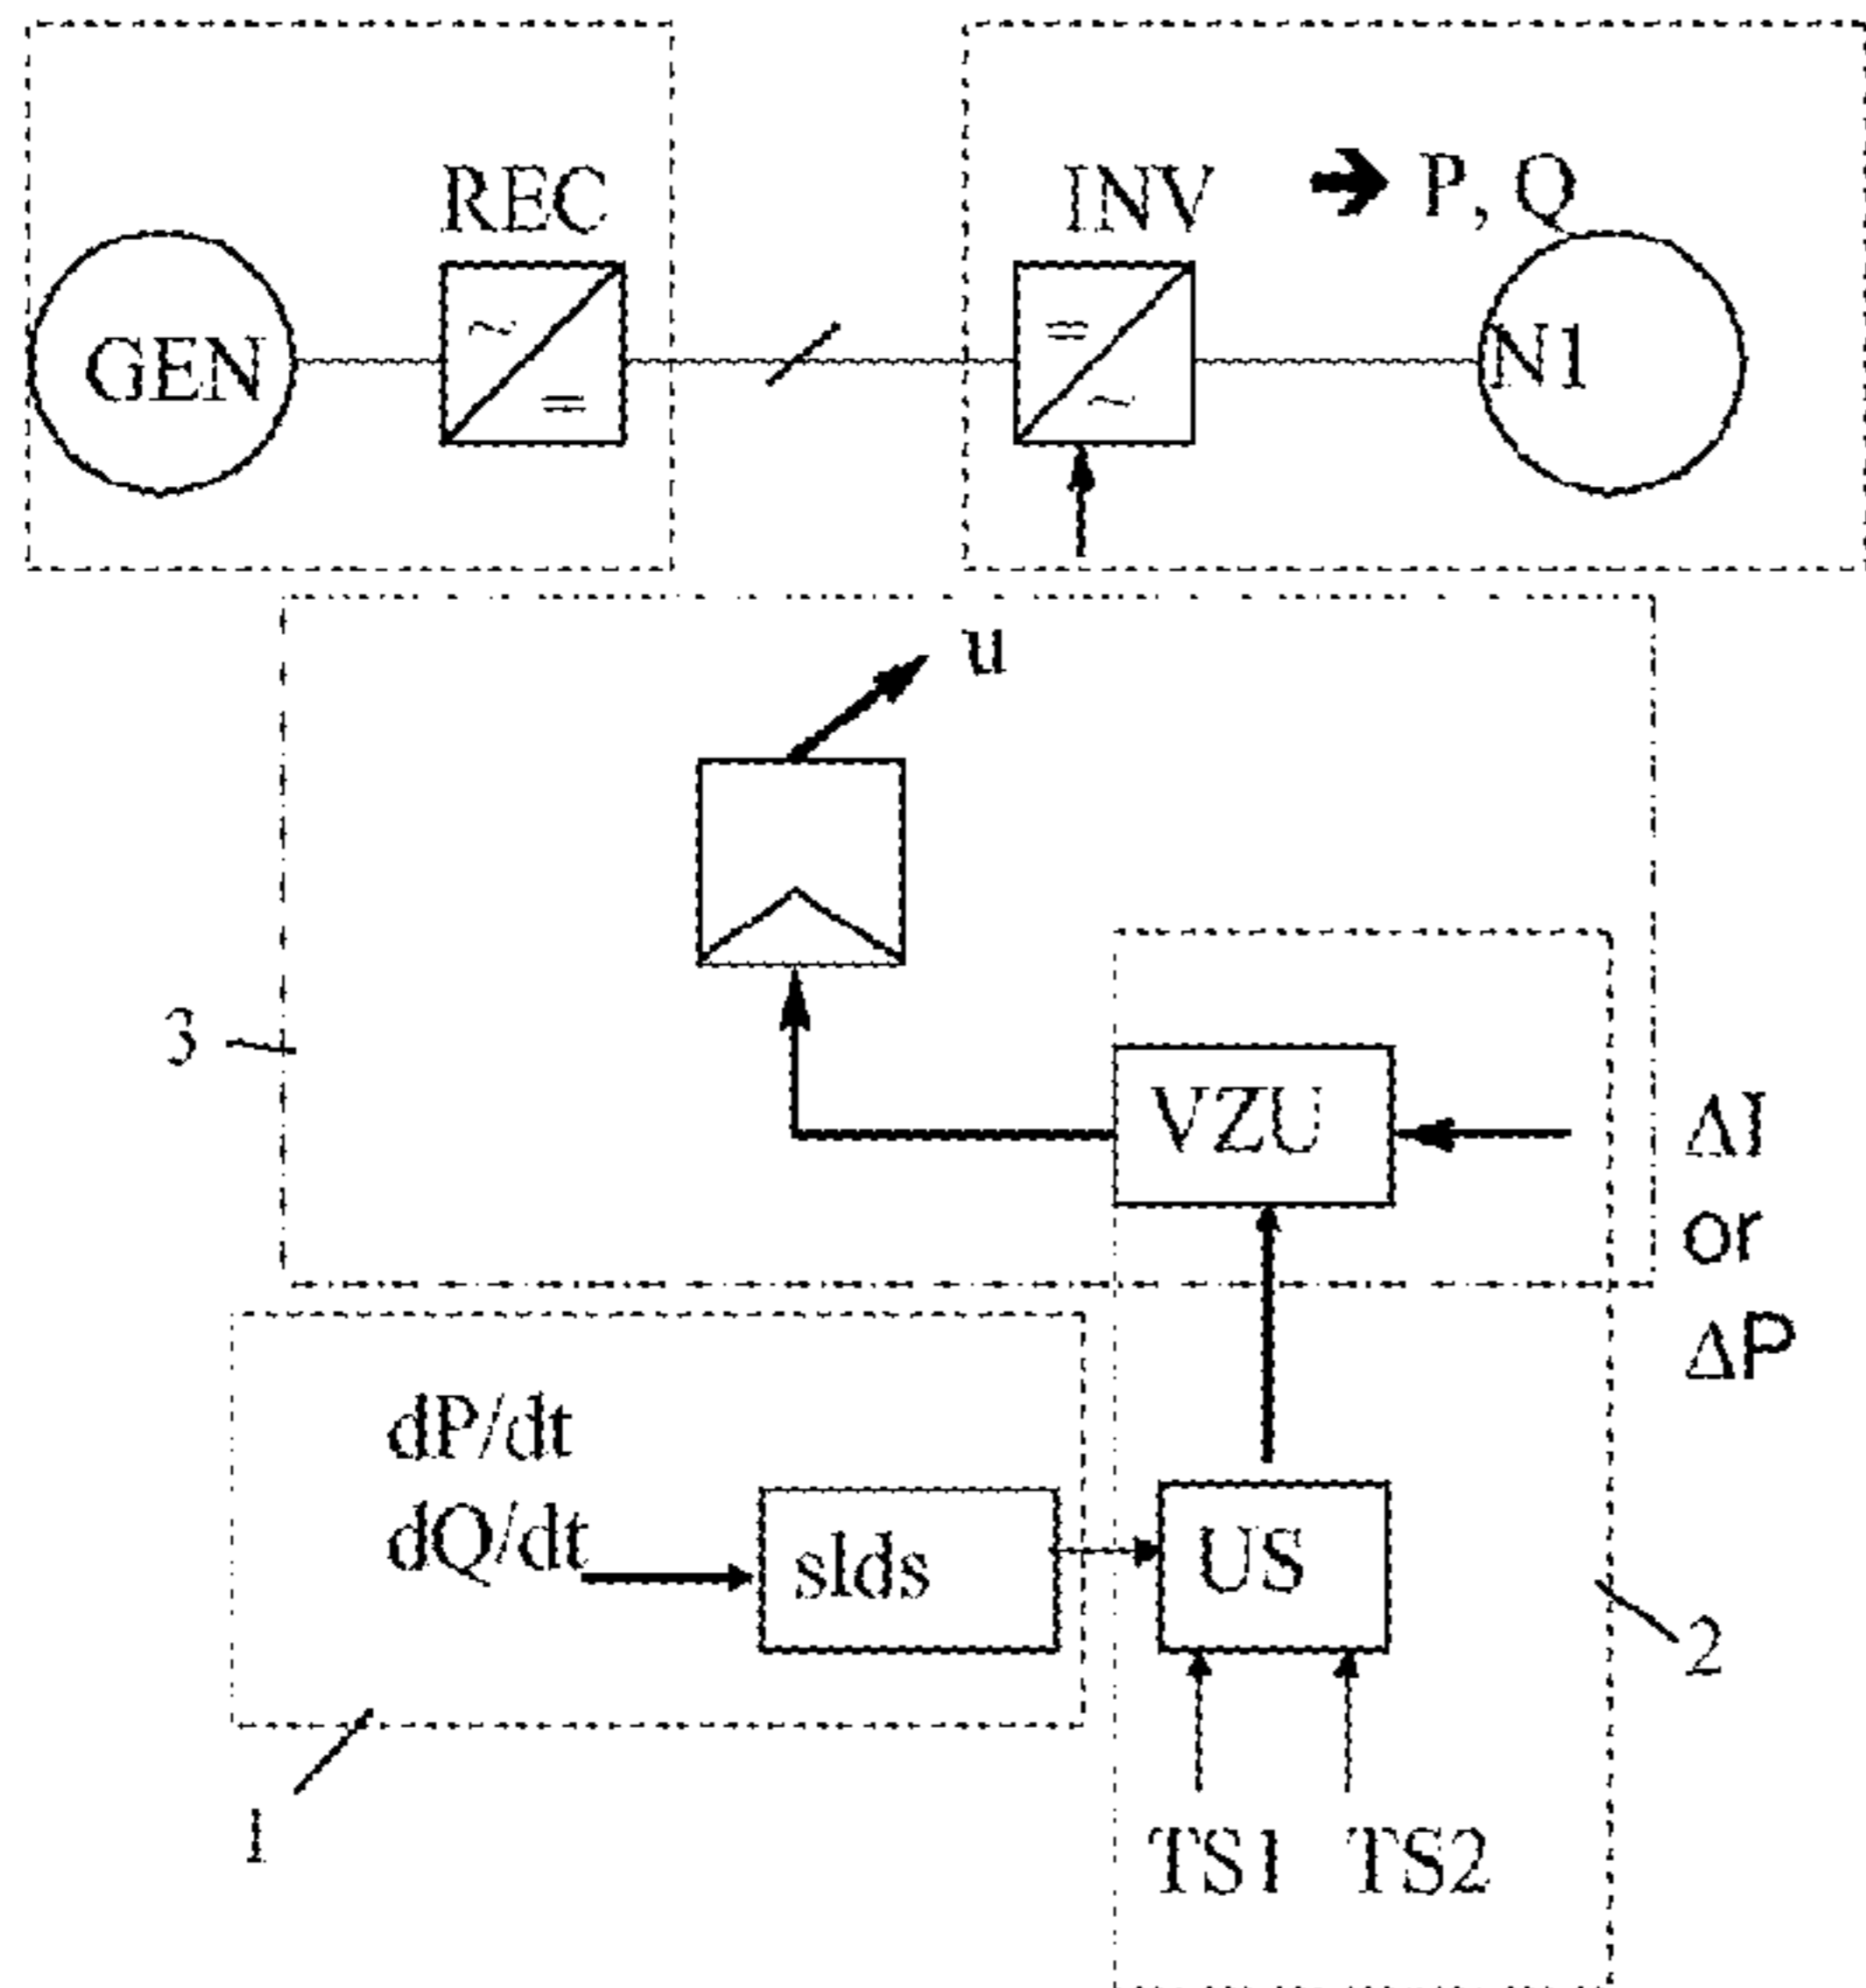 REC
INV
P, Q
GEN
~
=
=
~
N1
u
3
VZU
ΔI
or
ΔP
dP/dt
dQ/dt
slds
US
2
1
TS1
TS2